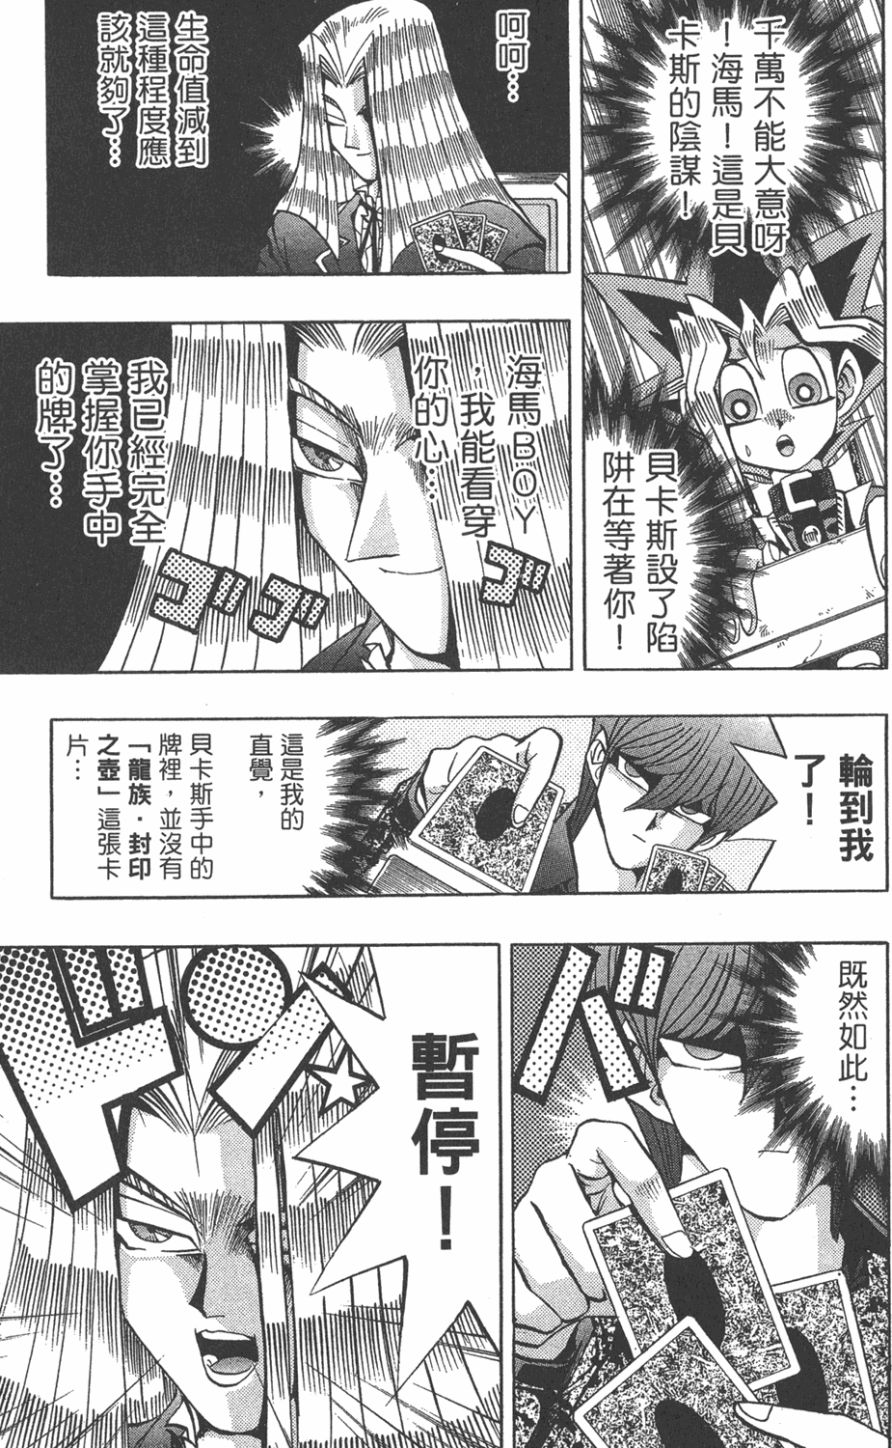 千萬不能大意呀
！海馬！這是貝
卡斯的陰謀！
貝卡斯設了陷
阱在等著你！
呵呵…
生命值減到
這種程度應
該就夠了…
海馬BOY
，我能看穿
你的心…
我已經完全
掌握你手中
的牌了…
ゴゴゴゴ
輪到我
了！
這是我的
直覺，
貝卡斯手中的
牌裡，並沒有
「龍族．封印
之壺」這張卡
片…
既然如此…
バ
暫停！
ドーン